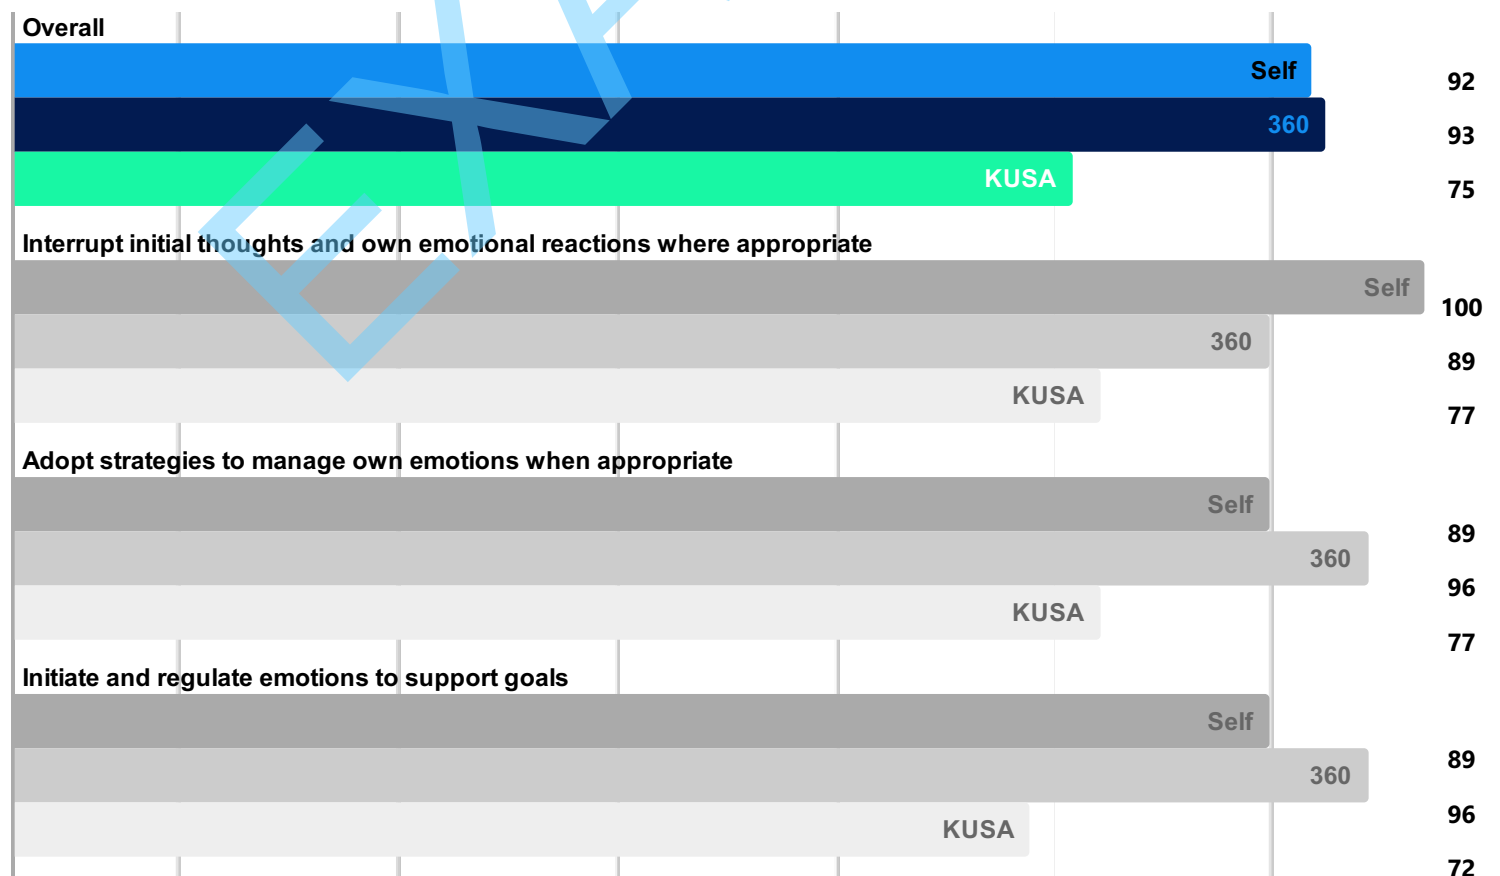 Overall
Self 92
360 93
KUSA 75
Interrupt initial thoughts and own emotional reactions where appropriate
Self 100
360 89
KUSA 77
Adopt strategies to manage own emotions when appropriate
Self 89
360 96
KUSA 77
Initiate and regulate emotions to support goals
Self 89
360 96
KUSA 72